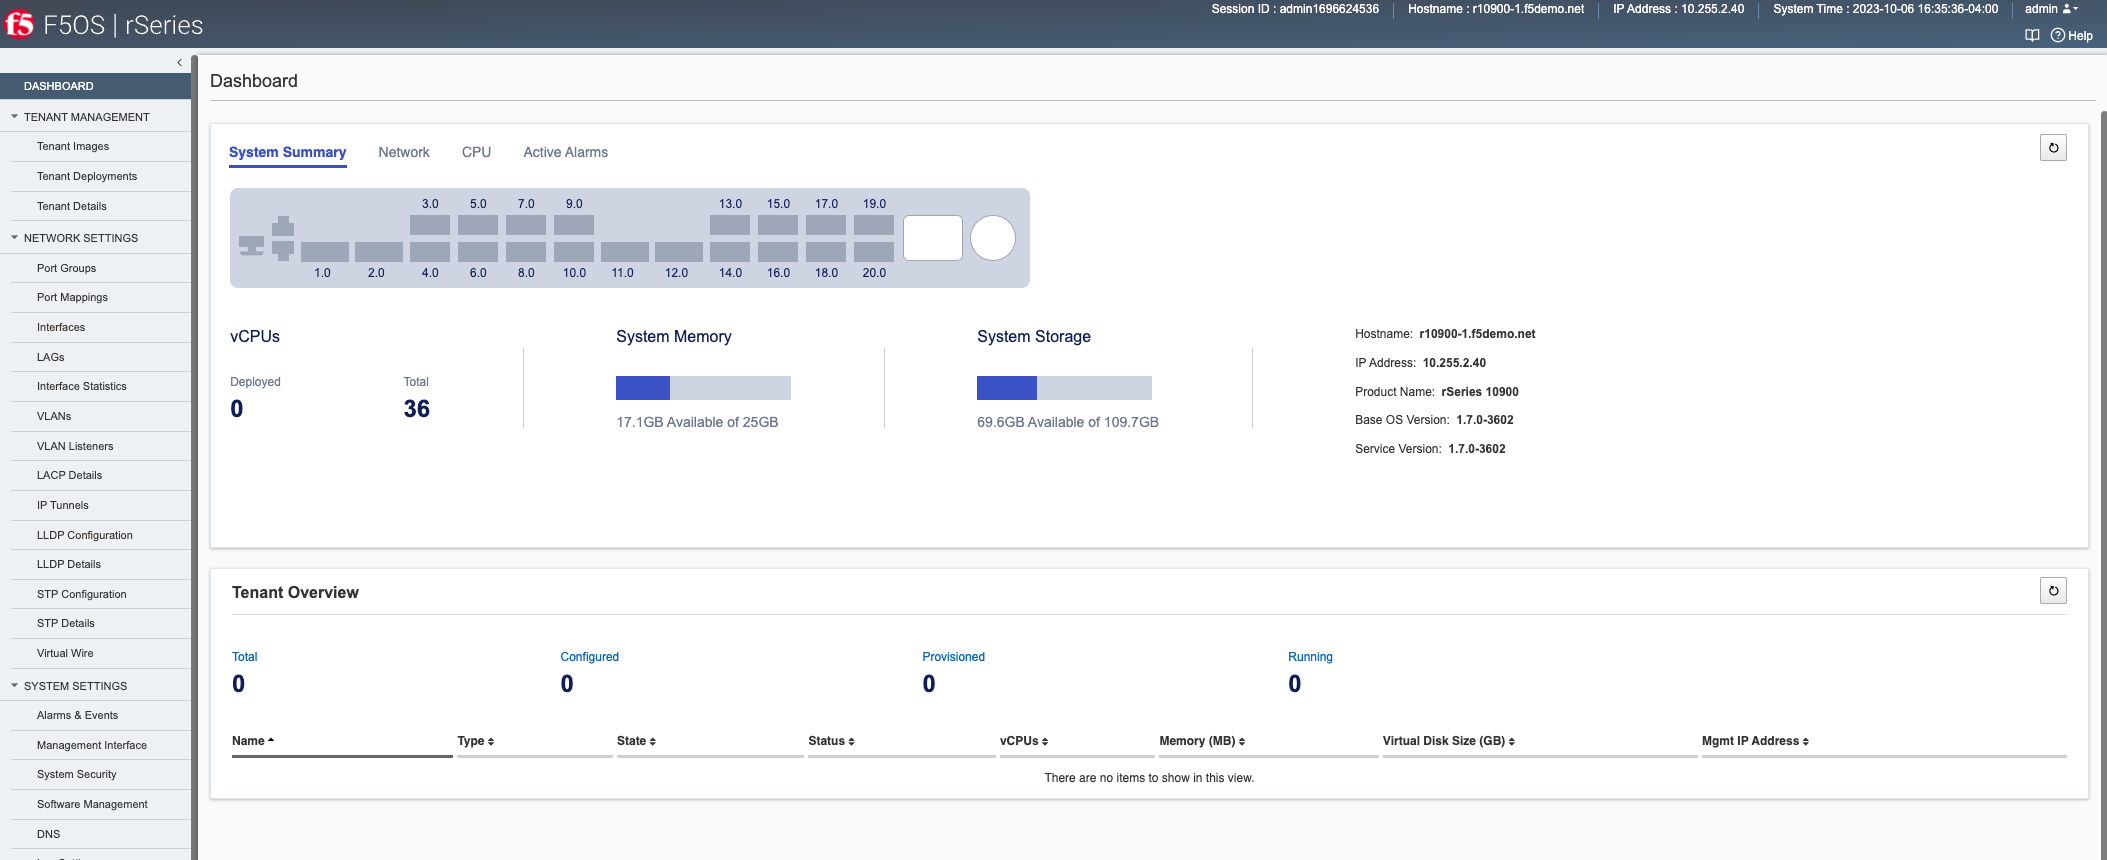 Session ID : admin1696624536 Hostname : r10900-1.f5demo.net IP Address : 10.255.2.40 System Time : 2023-10-06 16:35:36-04:00 admin
f5 F5OS | rSeries
Help
DASHBOARD
TENANT MANAGEMENT
Tenant Images
Tenant Deployments
Tenant Details
NETWORK SETTINGS
Port Groups
Port Mappings
Interfaces
LAGs
Interface Statistics
VLANs
VLAN Listeners
LACP Details
IP Tunnels
LLDP Configuration
LLDP Details
STP Configuration
STP Details
Virtual Wire
SYSTEM SETTINGS
Alarms & Events
Management Interface
System Security
Software Management
DNS
Dashboard
System Summary Network CPU Active Alarms
3.0 5.0 7.0 9.0 13.0 15.0 17.0 19.0
1.0 2.0 4.0 6.0 8.0 10.0 11.0 12.0 14.0 16.0 18.0 20.0
vCPUs
Deployed Total
0 36
System Memory
17.1GB Available of 25GB
System Storage
69.6GB Available of 109.7GB
Hostname: r10900-1.f5demo.net
IP Address: 10.255.2.40
Product Name: rSeries 10900
Base OS Version: 1.7.0-3602
Service Version: 1.7.0-3602
Tenant Overview
Total Configured Provisioned Running
0 0 0 0
Name Type State Status vCPUs Memory (MB) Virtual Disk Size (GB) Mgmt IP Address
There are no items to show in this view.